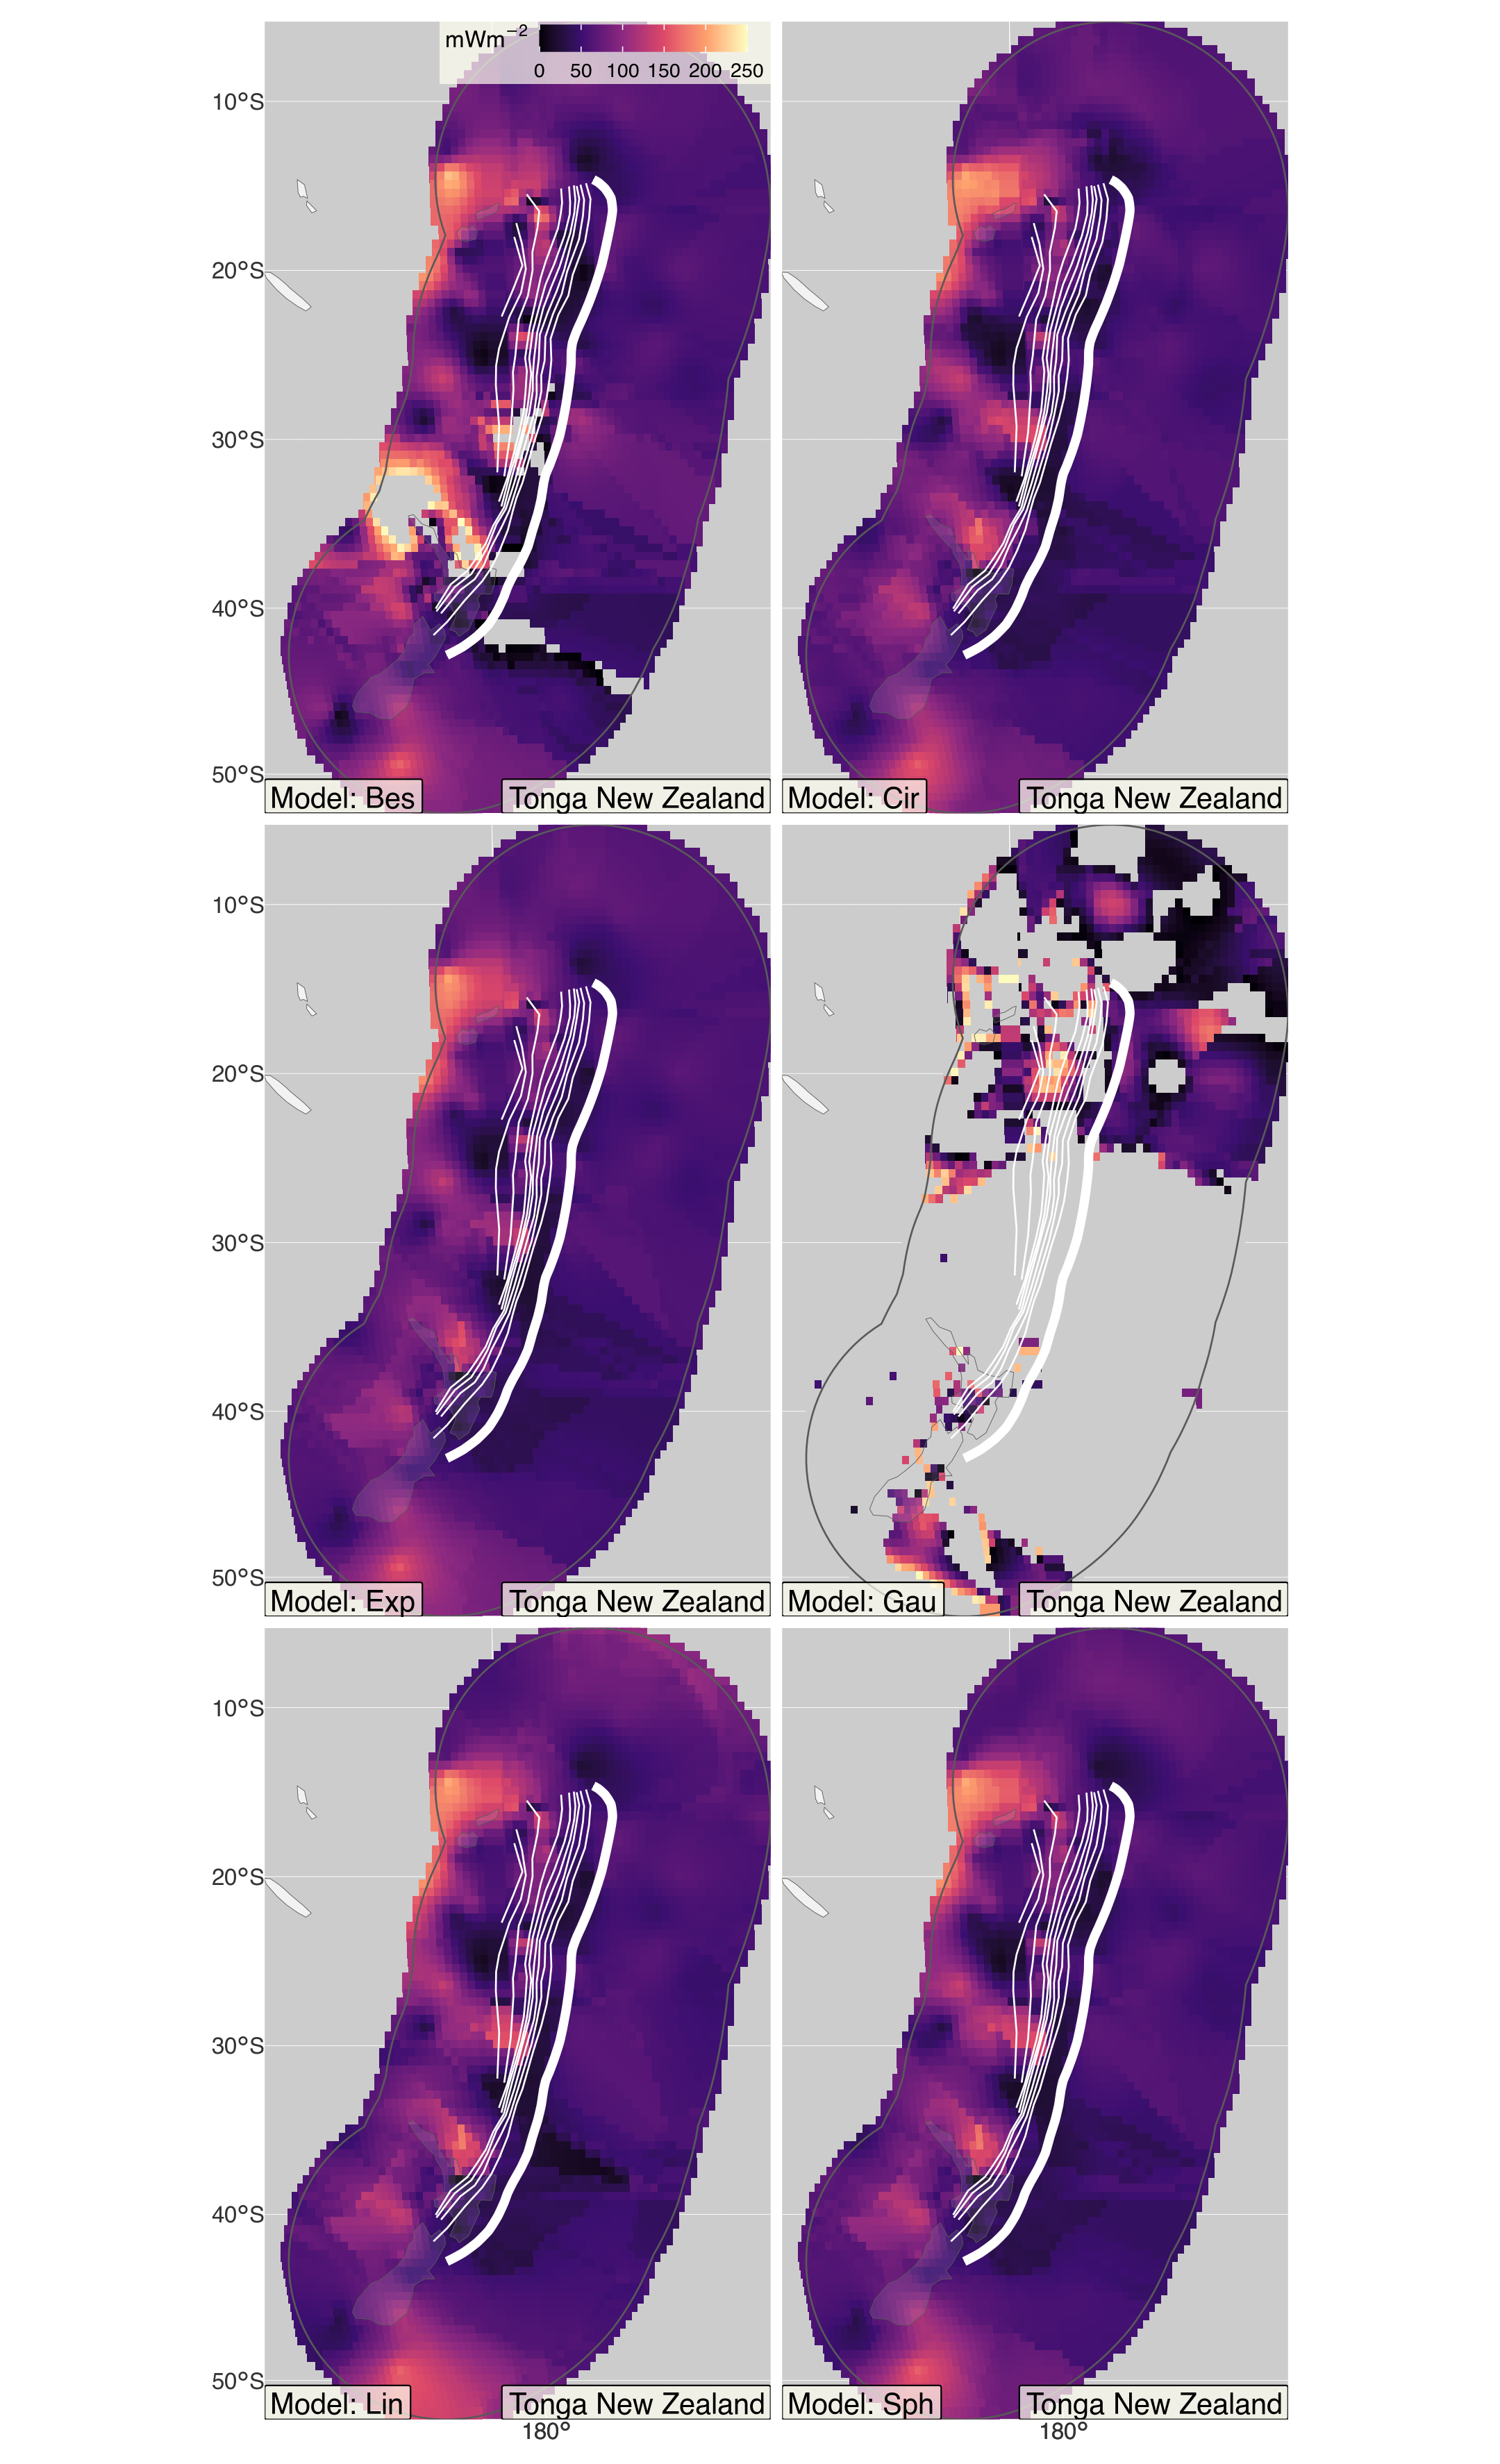 mWm−2
0 50 100 150 200 250
10°S
20°S
30°S
40°S
50°S
Model: Bes
Tonga New Zealand
Model: Cir
Tonga New Zealand
10°S
20°S
30°S
40°S
50°S
Model: Exp
Tonga New Zealand
Model: Gau
Tonga New Zealand
10°S
20°S
30°S
40°S
50°S
Model: Lin
Tonga New Zealand
Model: Sph
Tonga New Zealand
180°
180°